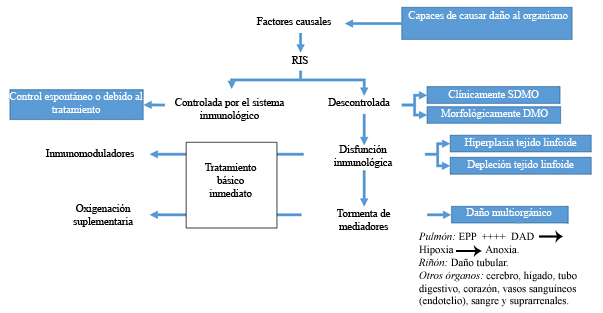 Factores causales
Capaces de causar daño al organismo
RIS
Control espontáneo o debido al
tratamiento
Controlada por el sistema
inmunológico
Descontrolada
Clínicamente SDMO
Morfológicamente DMO
Inmunomoduladores
Tratamiento
básico
inmediato
Disfunción
inmunológica
Hiperplasia tejido linfoide
Depleción tejido linfoide
Oxigenación
suplementaria
Tormenta de
mediadores
Daño multiorgánico
Pulmón: EPP ++++ DAD
Hipoxia Anoxia.
Riñón: Daño tubular.
Otros órganos: cerebro, higado, tubo
digestivo, corazón, vasos sanguíneos
(endotelio), sangre y suprarrenales.